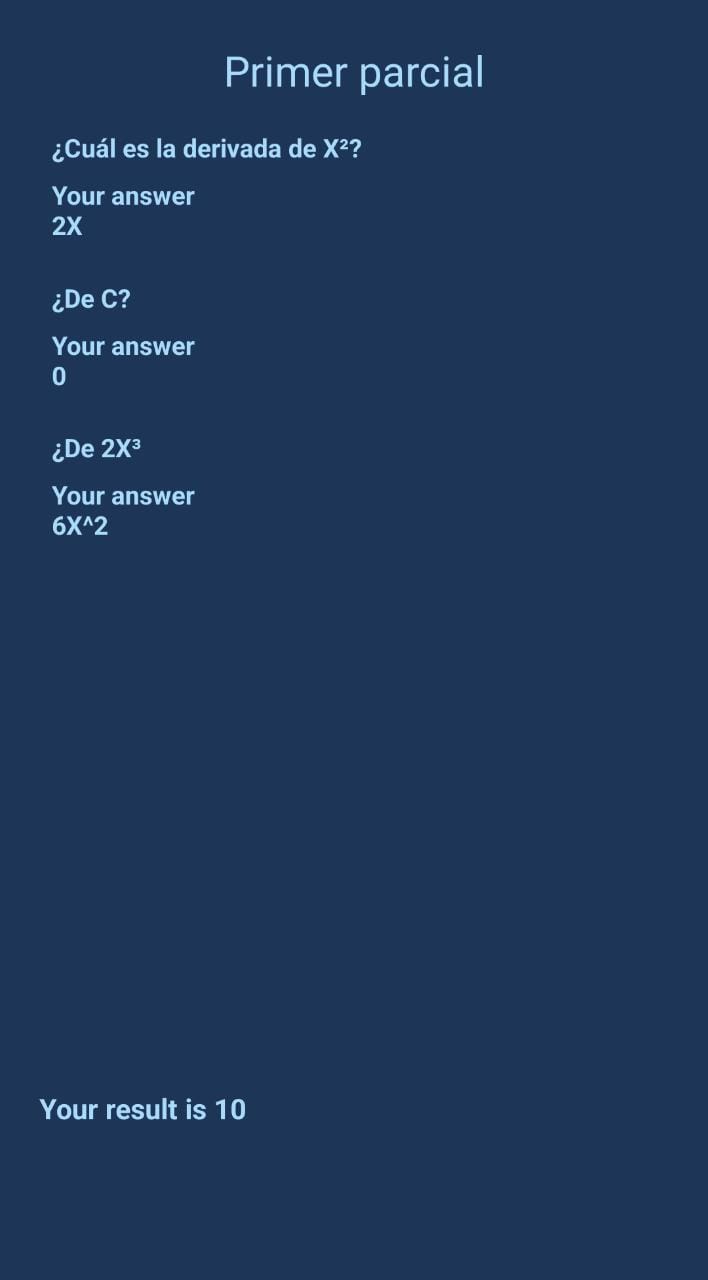 Primer parcial
¿Cuál es la derivada de X²?
Your answer
2X
¿De C?
Your answer
0
¿De 2X³
Your answer
6X^2
Your result is 10